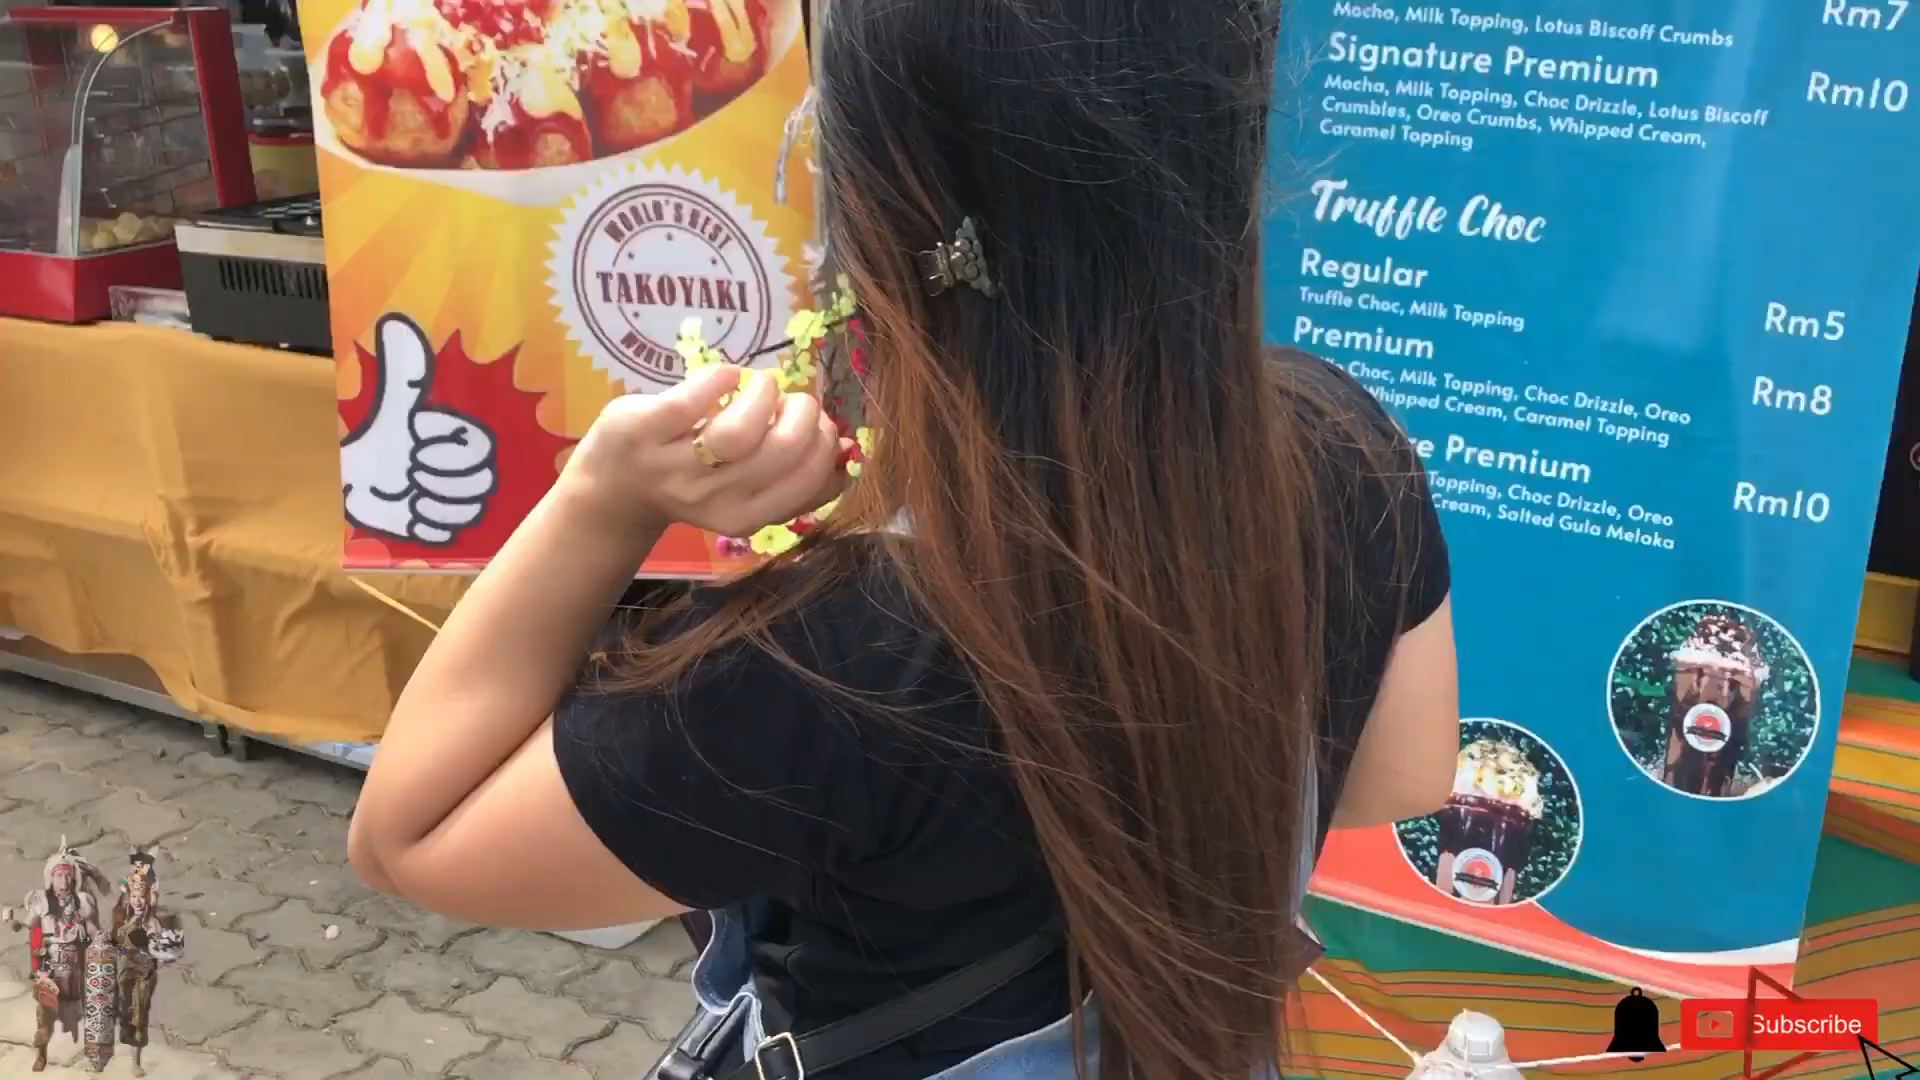 WORLD'S BEST
TAKOYAKI
Mocha, Milk Topping, Lotus Biscoff Crumbs
Rm7
Signature Premium
Rm10
Mocha, Milk Topping, Choc Drizzle, Lotus Biscoff
Crumbles, Oreo Crumbs, Whipped Cream,
Caramel Topping
Truffle Choc
Regular
Truffle Choc, Milk Topping
Rm5
Premium
Choc, Milk Topping, Choc Drizzle, Oreo
Whipped Cream, Caramel Topping
Rm8
Premium
Topping, Choc Drizzle, Oreo
Cream, Salted Gula Melaka
Rm10
Subscribe